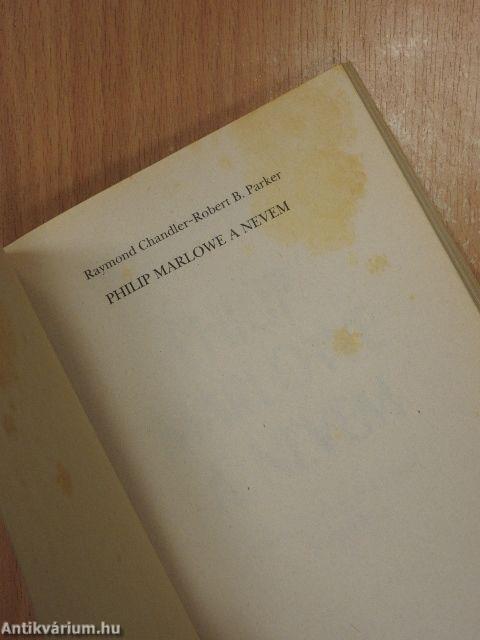 Raymond Chandler–Robert B. Parker
PHILIP MARLOWE A NEVEM
Antikvárium.hu